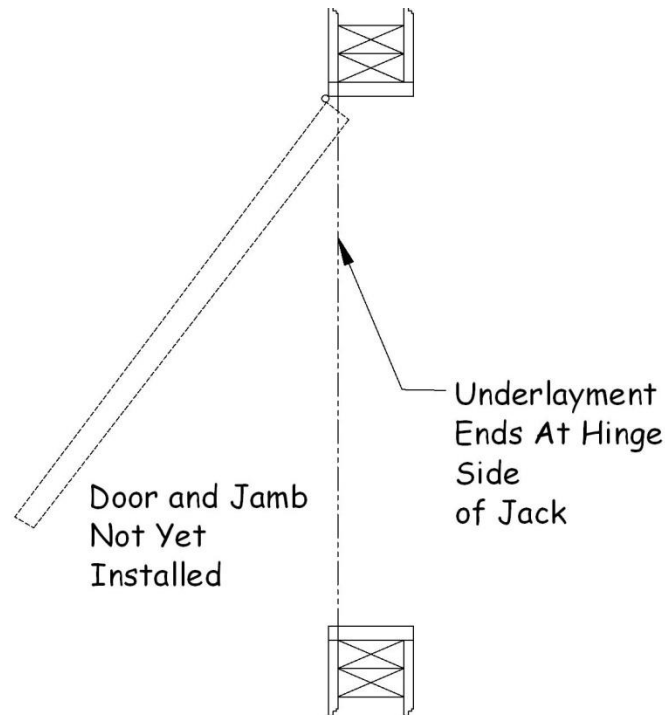 Underlayment
Ends At Hinge
Side
of Jack
Door and Jamb
Not Yet
Installed